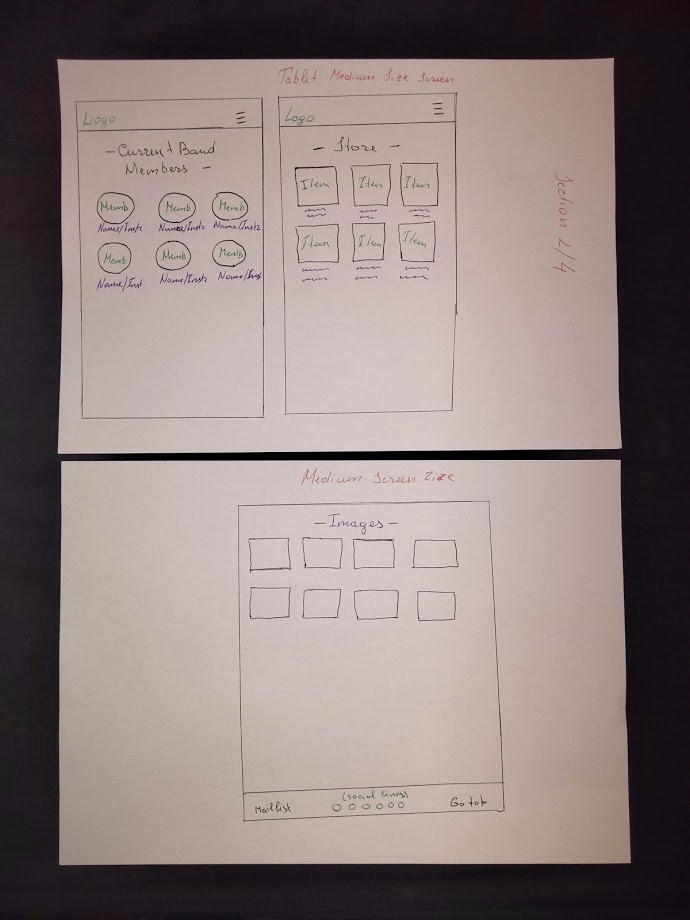 Tablet Medium Size Screen
Logo
- Current Band
Members -
Memb Memb Memb
Name/Instr Name/Instr Name/Instr
Memb Memb Memb
Name/Inst Name/Instr Name/Inst
Logo
- Store -
Item Item Item
Item Item Item
Section 2/4
Medium Screen Size
- Images -
(social links)
Mail list
Go top